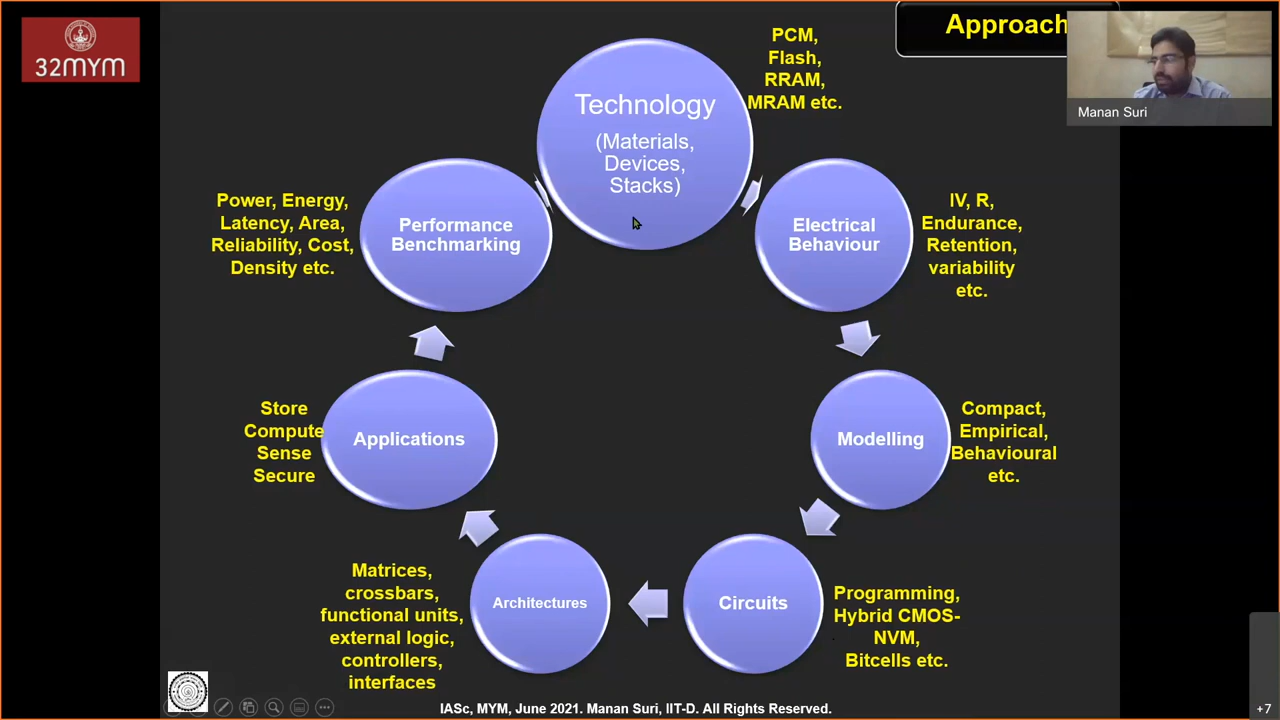 32MYM
Approach
Manan Suri
PCM,
Flash,
RRAM,
MRAM etc.
Technology
(Materials,
Devices,
Stacks)
Electrical
Behaviour
IV, R,
Endurance,
Retention,
variability
etc.
Modelling
Compact,
Empirical,
Behavioural
etc.
Circuits
Programming,
Hybrid CMOS-
NVM,
Bitcells etc.
Architectures
Matrices,
crossbars,
functional units,
external logic,
controllers,
interfaces
Applications
Store
Compute
Sense
Secure
Performance
Benchmarking
Power, Energy,
Latency, Area,
Reliability, Cost,
Density etc.
IASc, MYM, June 2021. Manan Suri, IIT-D. All Rights Reserved.
+7